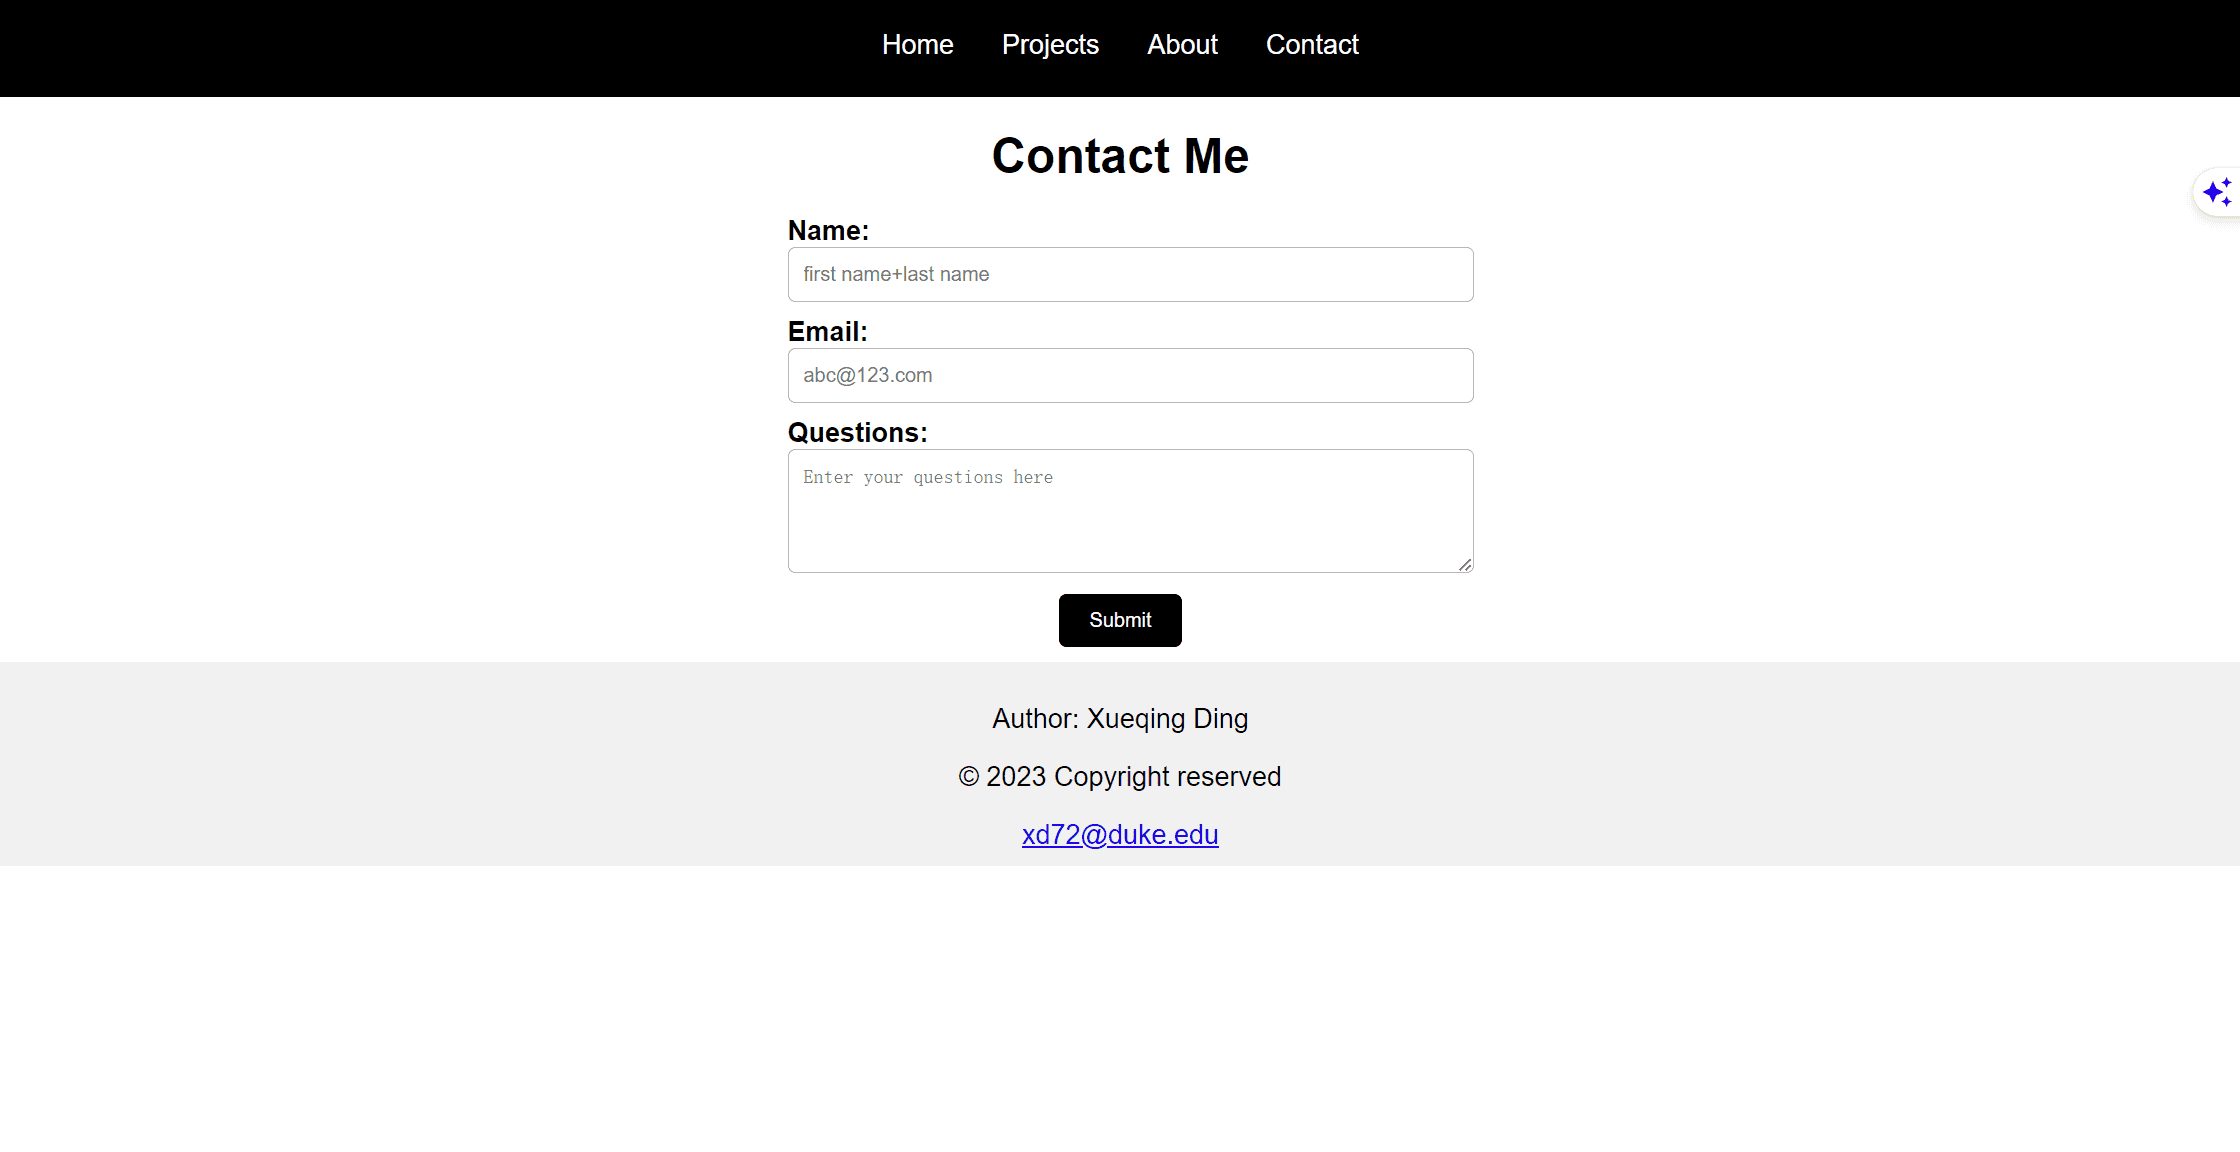 Home Projects About Contact
Contact Me
Name:
first name+last name
Email:
abc@123.com
Questions:
Enter your questions here
Submit
Author: Xueqing Ding
© 2023 Copyright reserved
xd72@duke.edu